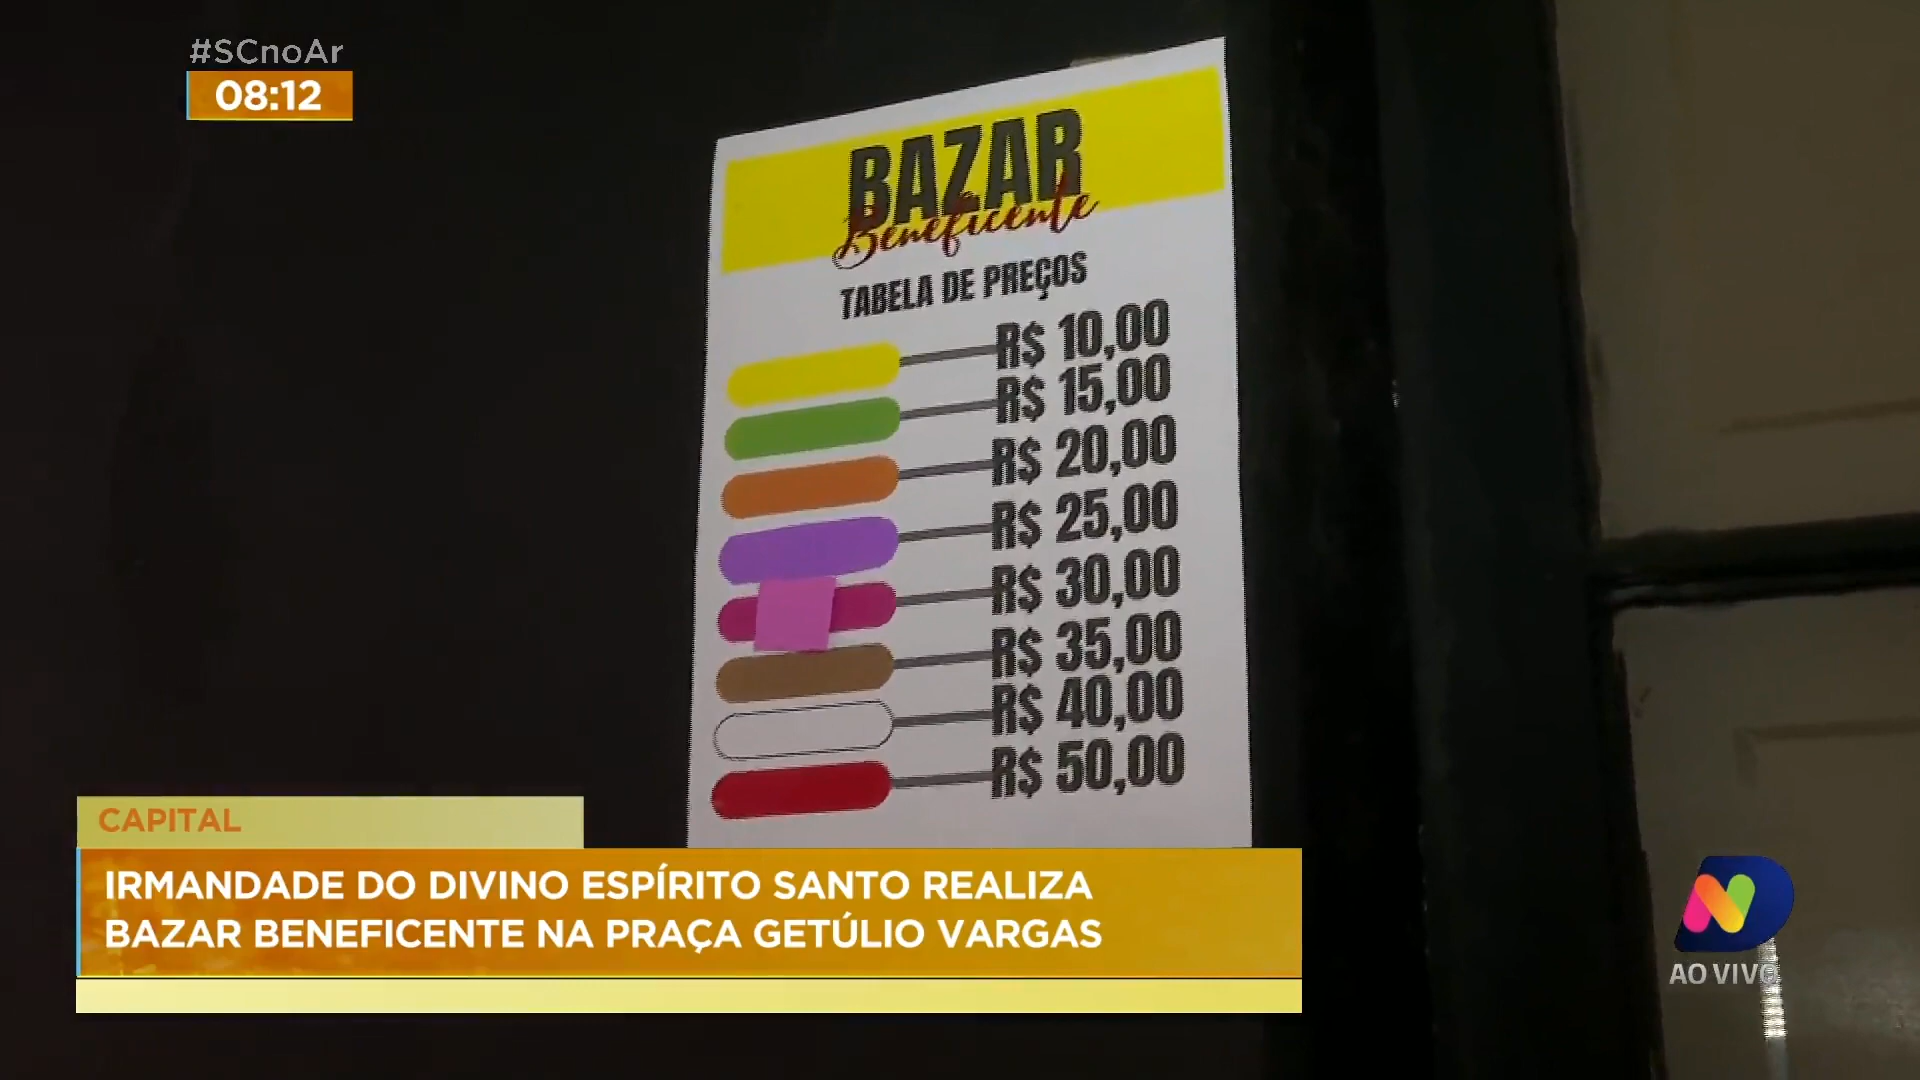 #SCnoAr
08:12
BAZAR
Beneficente
TABELA DE PREÇOS
R$ 10,00
R$ 15,00
R$ 20,00
R$ 25,00
R$ 30,00
R$ 35,00
R$ 40,00
R$ 50,00
CAPITAL
IRMANDADE DO DIVINO ESPÍRITO SANTO REALIZA
BAZAR BENEFICENTE NA PRAÇA GETÚLIO VARGAS
ND
AO VIVO